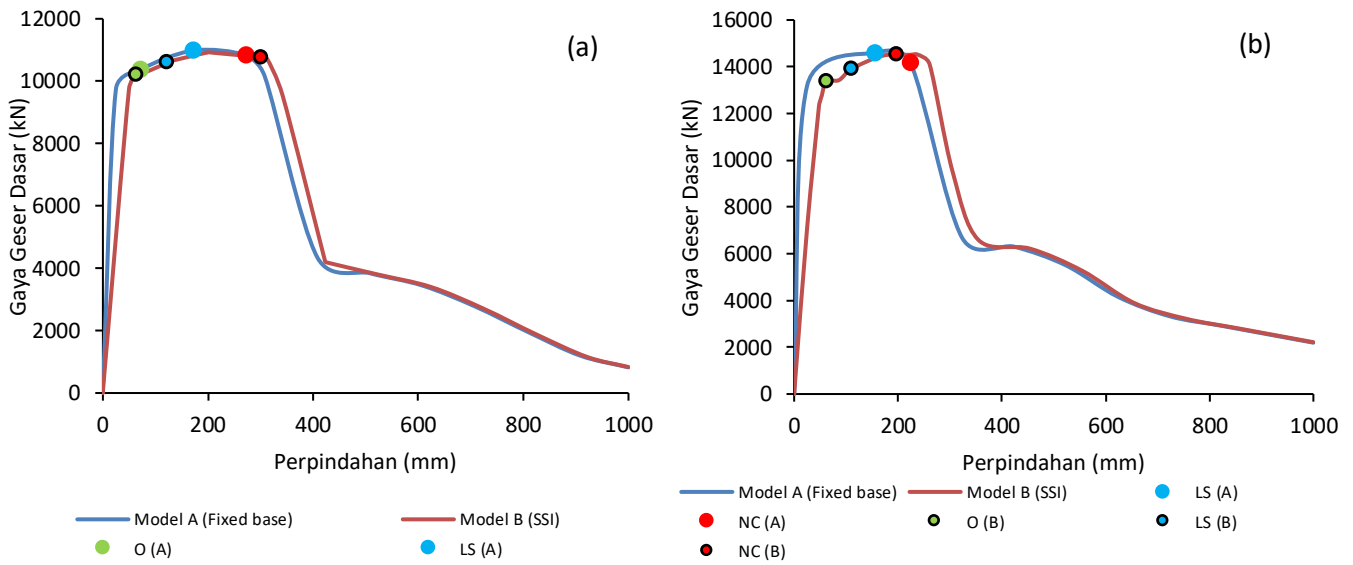 (a)
Gaya Geser Dasar (kN)
12000
10000
8000
6000
4000
2000
0
0 200 400 600 800 1000
Perpindahan (mm)
Model A (Fixed base) Model B (SSI)
O (A) LS (A)
(b)
Gaya Geser Dasar (kN)
16000
14000
12000
10000
8000
6000
4000
2000
0
0 200 400 600 800 1000
Perpindahan (mm)
Model A (Fixed base) Model B (SSI) LS (A)
NC (A) O (B) LS (B)
NC (B)